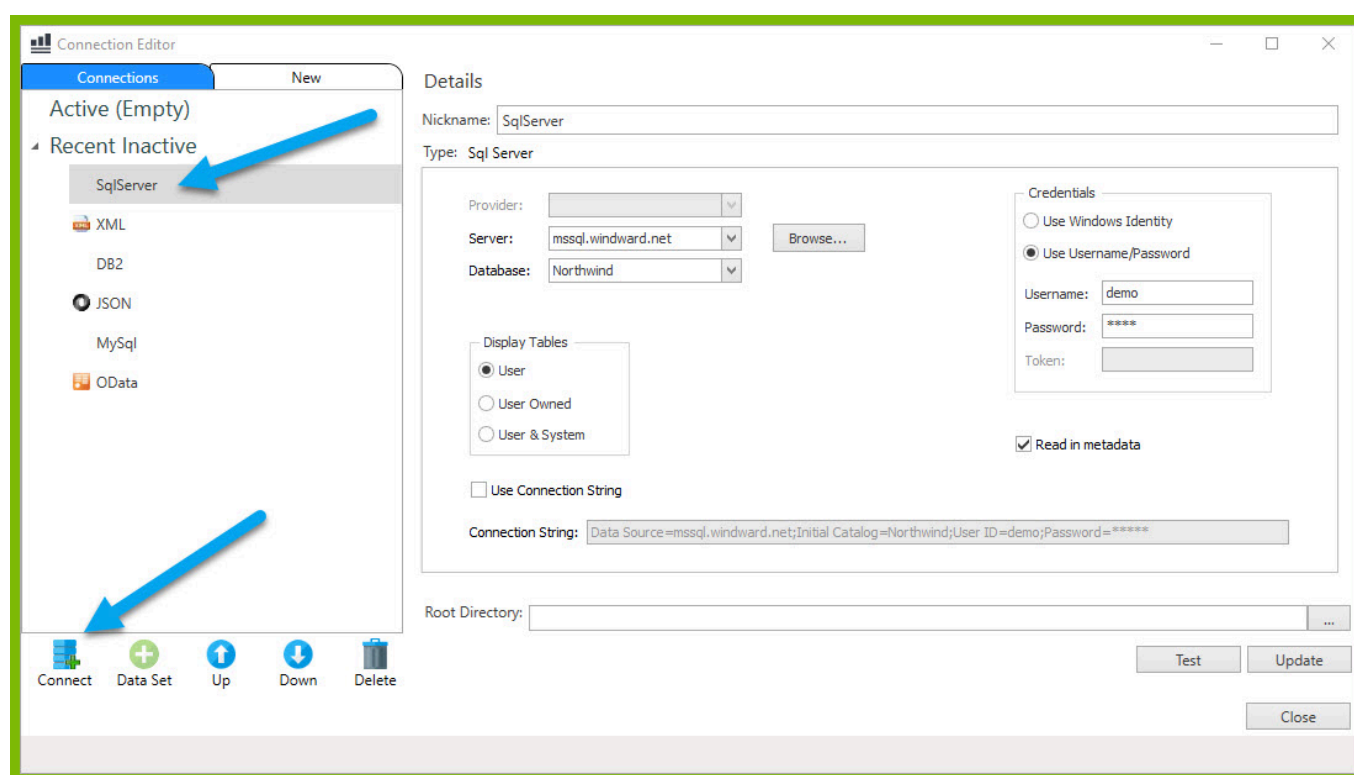 Connection Editor
Connections New
Active (Empty)
Recent Inactive
SqlServer
XML
DB2
JSON
MySql
OData
Connect Data Set Up Down Delete
Details
Nickname: SqlServer
Type: Sql Server
Provider:
Server: mssql.windward.net Browse...
Database: Northwind
Credentials
Use Windows Identity
Use Username/Password
Username: demo
Password: ****
Token:
Display Tables
User
User Owned
User & System
Read in metadata
Use Connection String
Connection String: Data Source=mssql.windward.net;Initial Catalog=Northwind;User ID=demo;Password=*****
Root Directory: ...
Test Update
Close